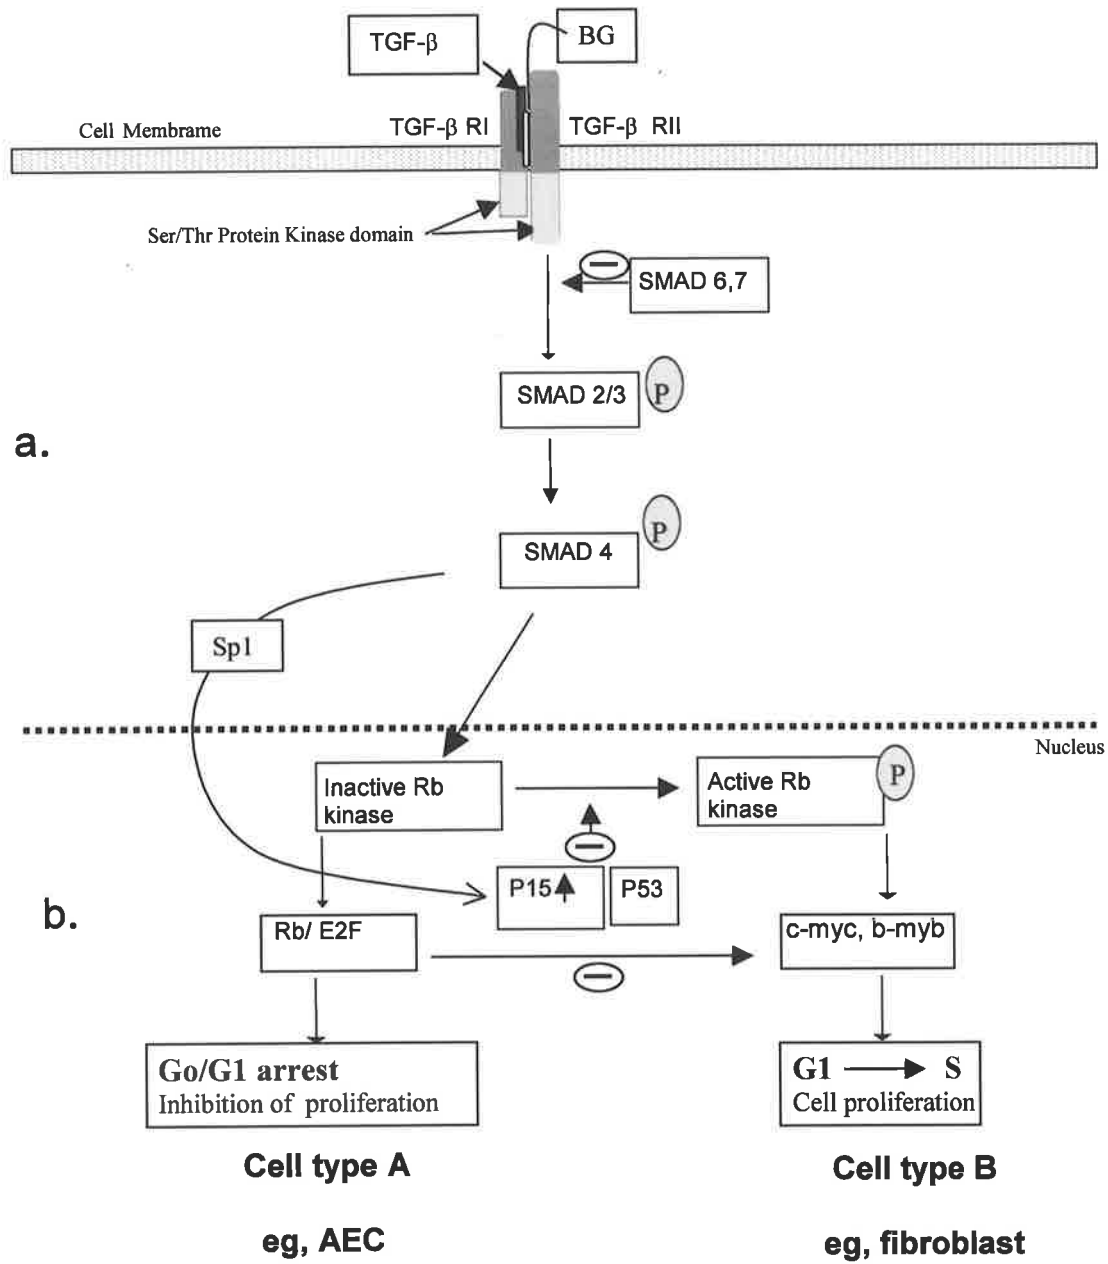 TGF-β
BG
Cell Membrane
TGF-β RI
TGF-β RII
Ser/Thr Protein Kinase domain
SMAD 6,7
SMAD 2/3
P
a.
P
SMAD 4
Sp1
Nucleus
Inactive Rb
kinase
Active Rb
kinase
P
P15
P53
b.
Rb/ E2F
c-myc, b-myb
Go/G1 arrest
Inhibition of proliferation
G1 S
Cell proliferation
Cell type A
Cell type B
eg, AEC
eg, fibroblast